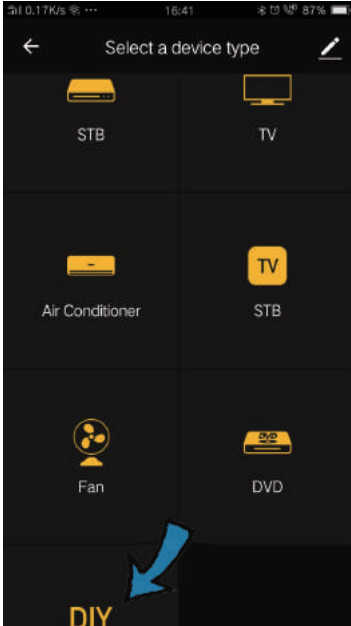 0.17K/s ... 16:41 87%
Select a device type
STB TV
TV
Air Conditioner STB
DVD
Fan DVD
DIY